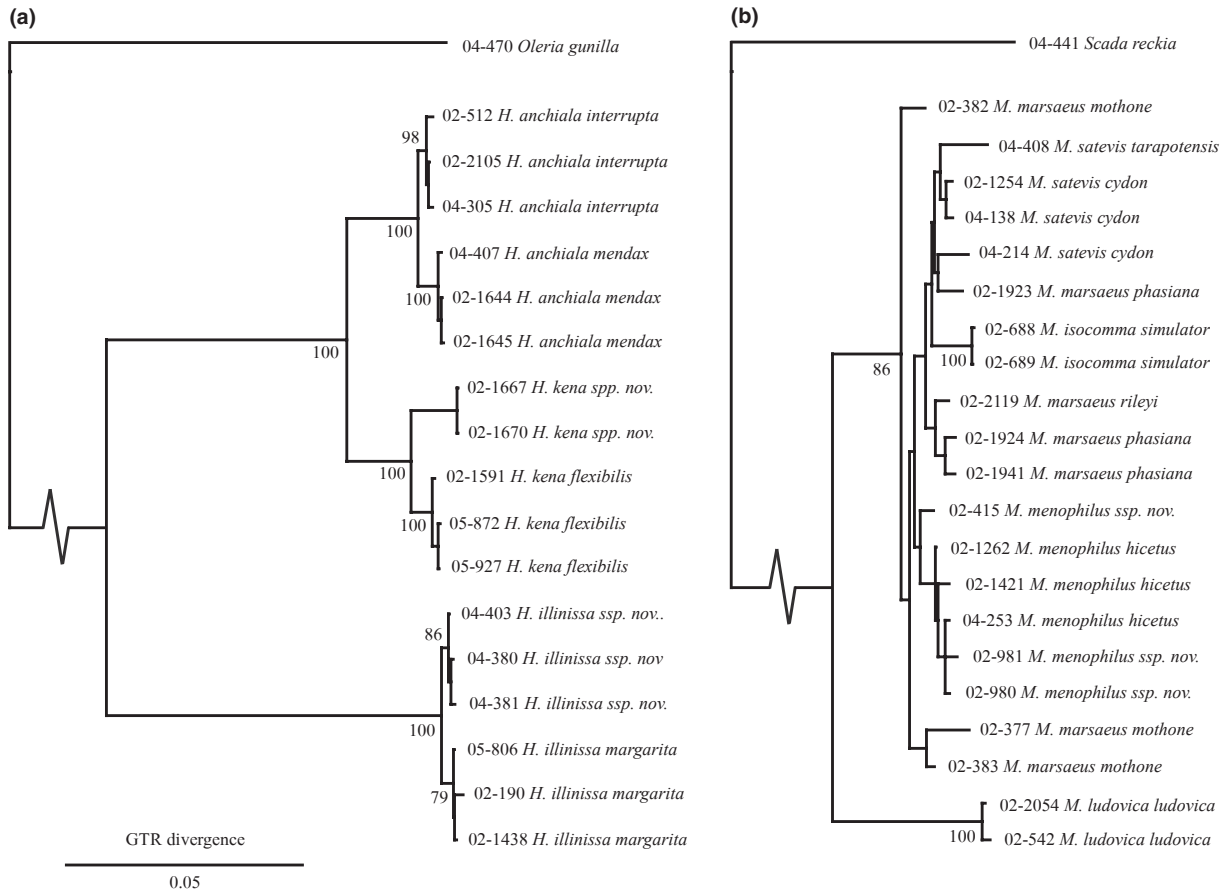 (a)
04-470 Oleria gunilla
02-512 H. anchiala interrupta
98
02-2105 H. anchiala interrupta
04-305 H. anchiala interrupta
100
04-407 H. anchiala mendax
02-1644 H. anchiala mendax
100
02-1645 H. anchiala mendax
100
02-1667 H. kena spp. nov.
02-1670 H. kena spp. nov.
100
02-1591 H. kena flexibilis
05-872 H. kena flexibilis
100
05-927 H. kena flexibilis
04-403 H. illinissa ssp. nov..
86
04-380 H. illinissa ssp. nov
04-381 H. illinissa ssp. nov.
100
05-806 H. illinissa margarita
02-190 H. illinissa margarita
79
02-1438 H. illinissa margarita
GTR divergence
0.05
(b)
04-441 Scada reckia
02-382 M. marsaeus mothone
04-408 M. satevis tarapotensis
02-1254 M. satevis cydon
04-138 M. satevis cydon
04-214 M. satevis cydon
02-1923 M. marsaeus phasiana
02-688 M. isocomma simulator
100
02-689 M. isocomma simulator
86
02-2119 M. marsaeus rileyi
02-1924 M. marsaeus phasiana
02-1941 M. marsaeus phasiana
02-415 M. menophilus ssp. nov.
02-1262 M. menophilus hicetus
02-1421 M. menophilus hicetus
04-253 M. menophilus hicetus
02-981 M. menophilus ssp. nov.
02-980 M. menophilus ssp. nov.
02-377 M. marsaeus mothone
02-383 M. marsaeus mothone
02-2054 M. ludovica ludovica
100
02-542 M. ludovica ludovica